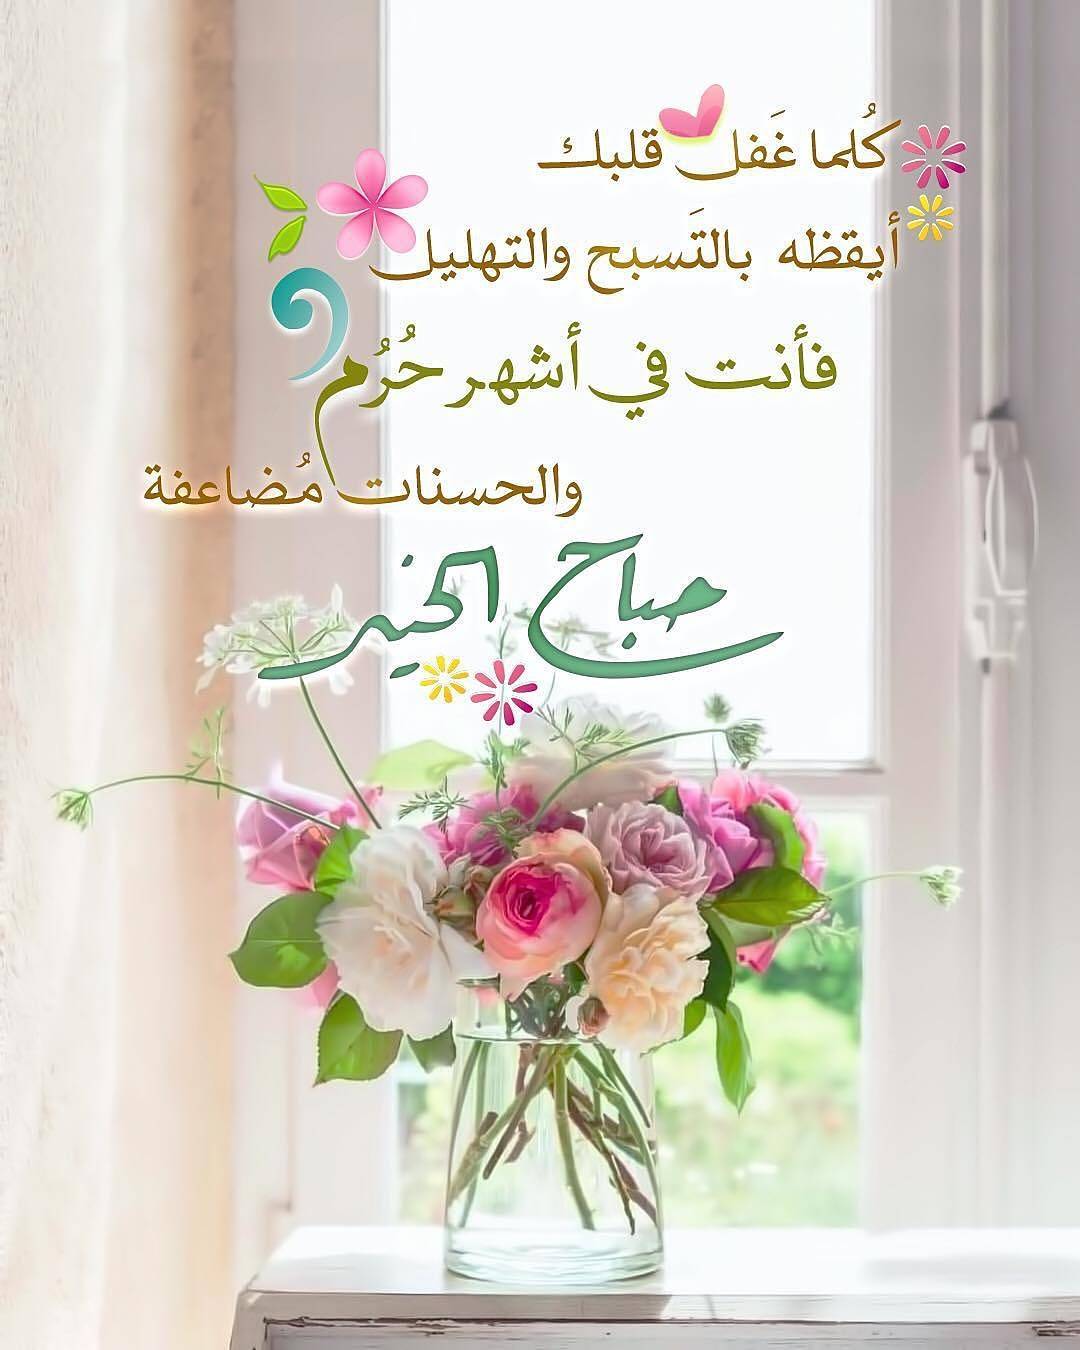 كُلما غَفل قلبك
أيقظه بالتَسبح والتهليل
فأنت في أشهر حُرُم
والحسنات مُضاعفة
صباح الخير